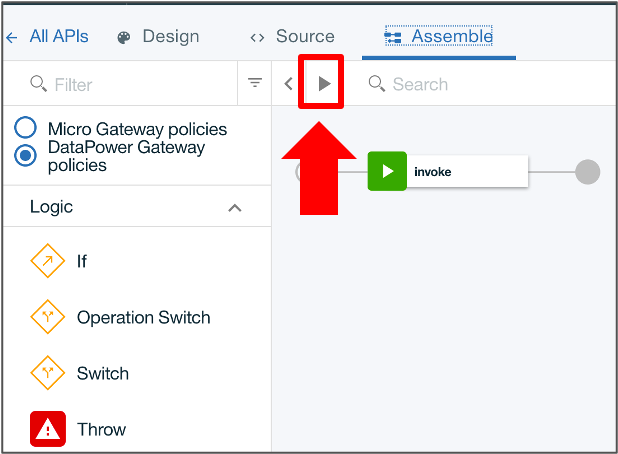 All APIs
Design
Source
Assemble
Filter
Search
Micro Gateway policies
DataPower Gateway
policies
invoke
Logic
If
Operation Switch
Switch
Throw